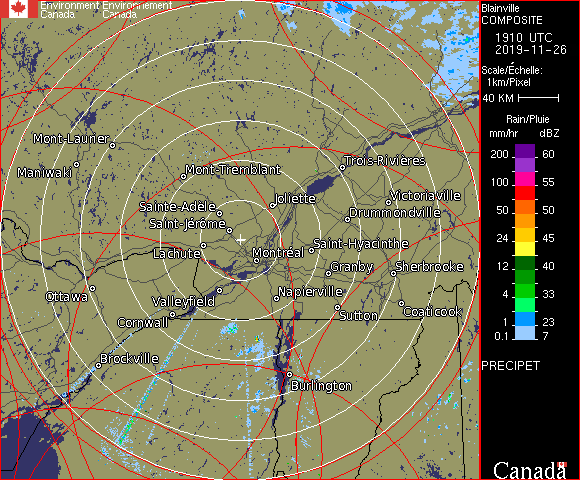 Environment Environnement
Canada Canada
Blainville
COMPOSITE
1910 UTC
2019-11-26
Scale/Échelle:
1km/Pixel
40 KM
Rain/Pluie
mm/hr dBZ
200 60
100 55
50 50
24 45
12 40
4 33
1 23
0.1 7
PRECIPET
Canada
Mont-Laurier
Maniwaki
Mont-Tremblant
Trois-Rivières
Sainte-Adèle
Joliette
Victoriaville
Saint-Jérôme
Drummondville
Lachute
Montréal
Saint-Hyacinthe
Granby
Sherbrooke
Ottawa
Valleyfield
Napierville
Cornwall
Sutton
Coaticook
Brockville
Burlington